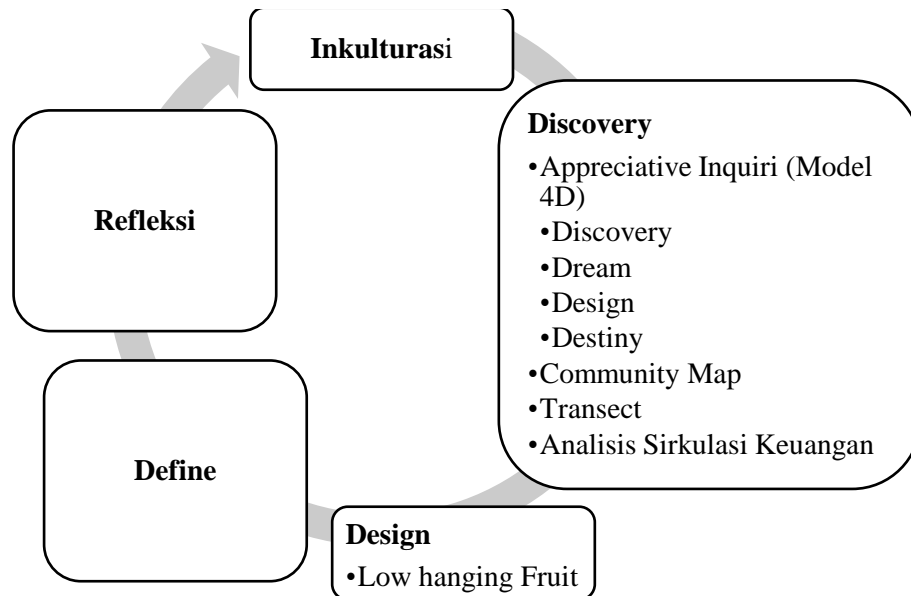 Inkulturasi
Discovery
•Appreciative Inquiri (Model
4D)
•Discovery
•Dream
•Design
•Destiny
•Community Map
•Transect
•Analisis Sirkulasi Keuangan
Design
•Low hanging Fruit
Define
Refleksi